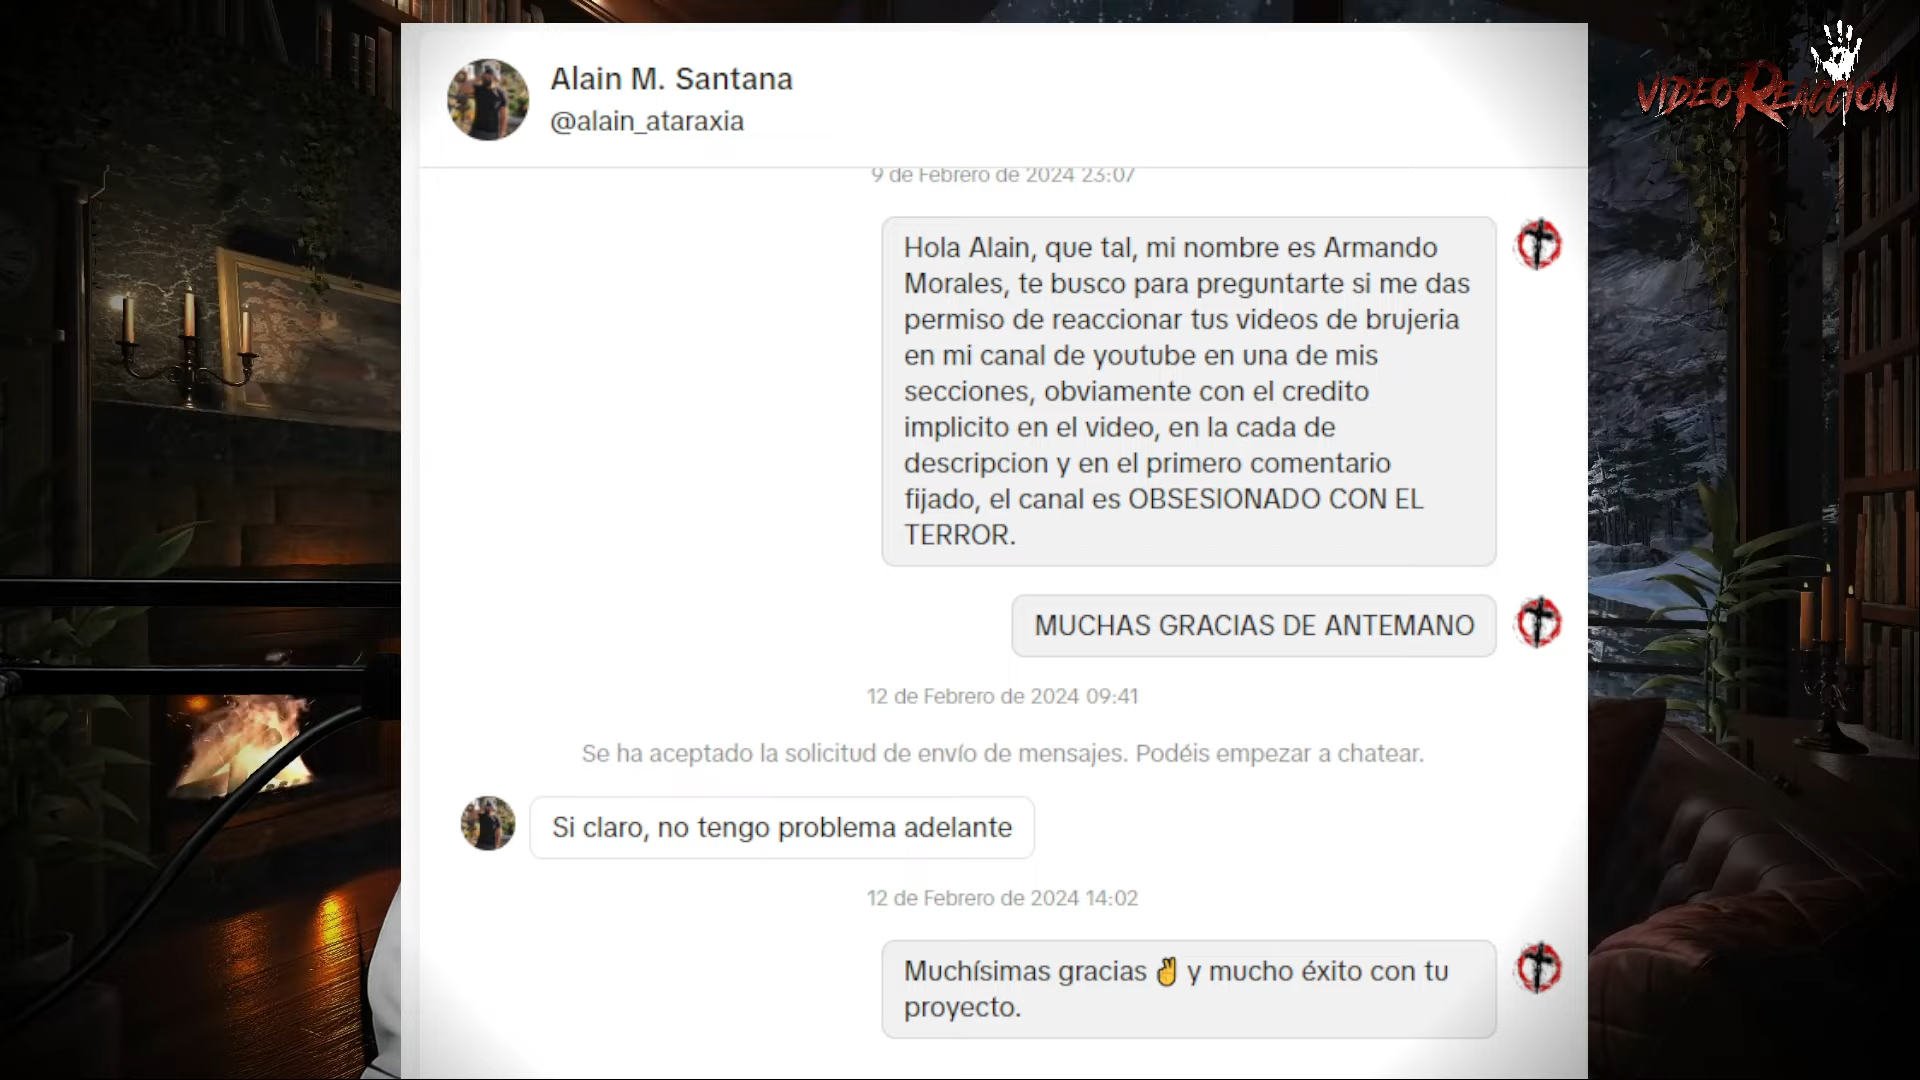 VIDEO REACCIÓN
Alain M. Santana
@alain_ataraxia
9 de Febrero de 2024 23:07
Hola Alain, que tal, mi nombre es Armando
Morales, te busco para preguntarte si me das
permiso de reaccionar tus videos de brujeria
en mi canal de youtube en una de mis
secciones, obviamente con el credito
implicito en el video, en la cada de
descripcion y en el primero comentario
fijado, el canal es OBSESIONADO CON EL
TERROR.
MUCHAS GRACIAS DE ANTEMANO
12 de Febrero de 2024 09:41
Se ha aceptado la solicitud de envío de mensajes. Podéis empezar a chatear.
Si claro, no tengo problema adelante
12 de Febrero de 2024 14:02
Muchísimas gracias ✌ y mucho éxito con tu
proyecto.